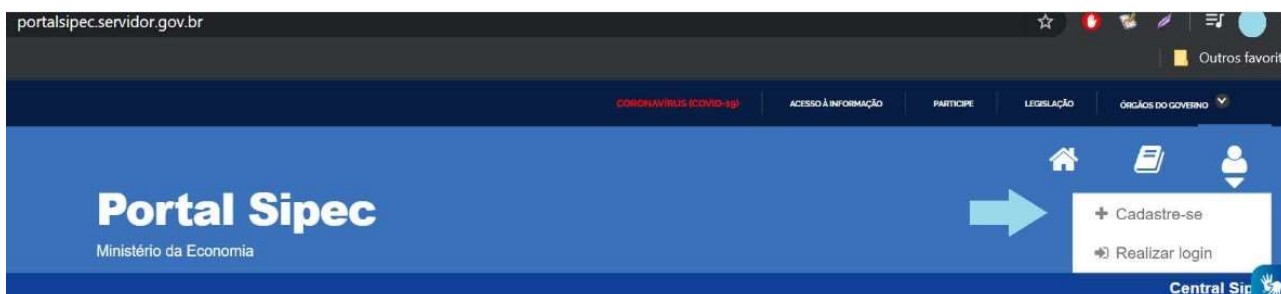 portalsipec.servidor.gov.br
Outros favorit
CORONAVÍRUS (COVID-19) ACESSO À INFORMAÇÃO PARTICIPE LEGISLAÇÃO ÓRGÃOS DO GOVERNO
Portal Sipec
Ministério da Economia
+ Cadastre-se
Realizar login
Central Sip